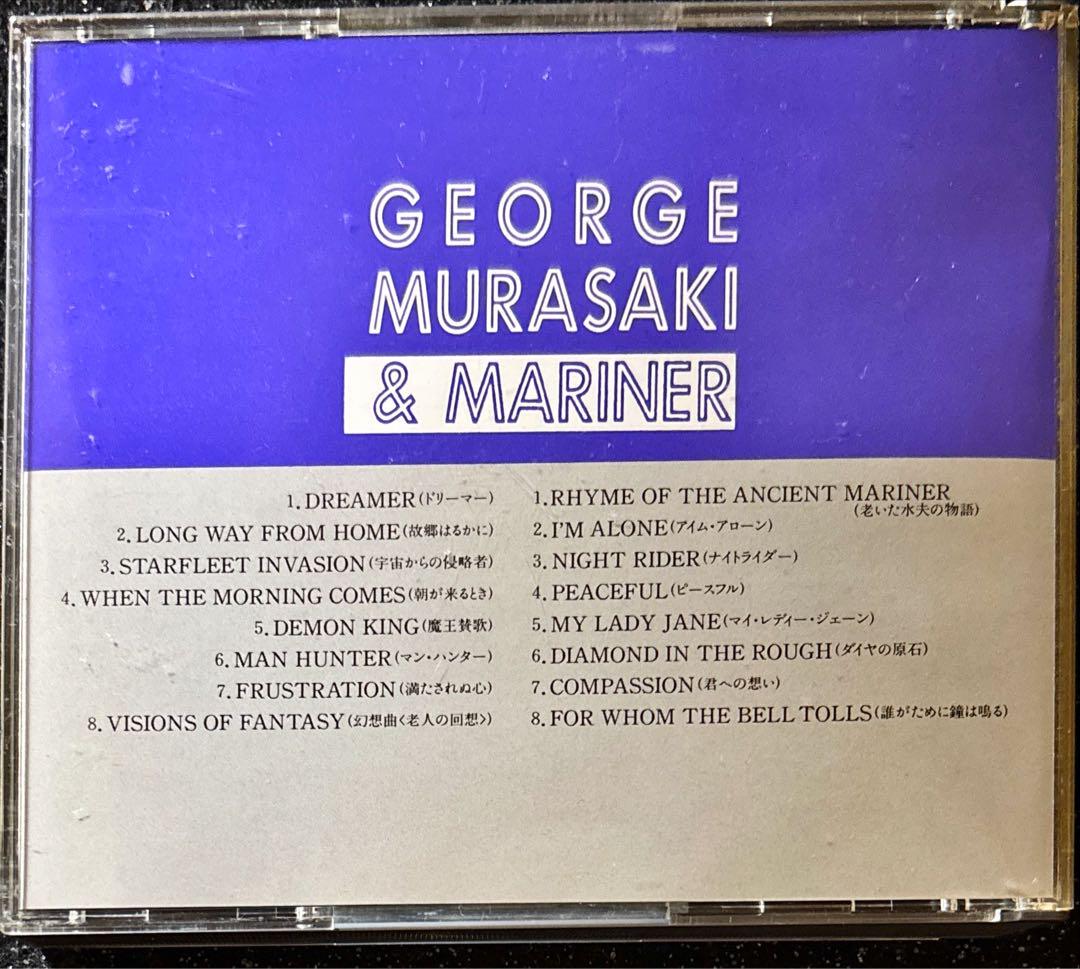 GEORGE
MURASAKI
& MARINER
1. DREAMER(ドリーマー)
2. LONG WAY FROM HOME(故郷はるかに)
3. STARFLEET INVASION(宇宙からの侵略者)
4. WHEN THE MORNING COMES(朝が来るとき)
5. DEMON KING(魔王賛歌)
6. MAN HUNTER(マン・ハンター)
7. FRUSTRATION(満たされぬ心)
8. VISIONS OF FANTASY(幻想曲<老人の回想>)
1. RHYME OF THE ANCIENT MARINER
(老いた水夫の物語)
2. I'M ALONE(アイム・アローン)
3. NIGHT RIDER(ナイトライダー)
4. PEACEFUL(ピースフル)
5. MY LADY JANE(マイ・レディー・ジェーン)
6. DIAMOND IN THE ROUGH(ダイヤの原石)
7. COMPASSION(君への想い)
8. FOR WHOM THE BELL TOLLS(誰がために鐘は鳴る)